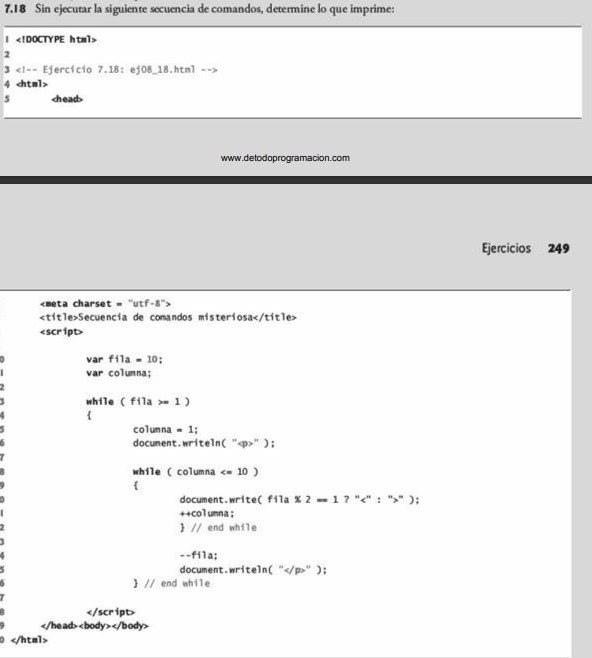 7.18 Sin ejecutar la siguiente secuencia de comandos, determine lo que imprime:
1 <!DOCTYPE html>
2
3 <!-- Ejercicio 7.18: ej08_18.html -->
4 <html>
5 <head>
www.detodoprogramacion.com
Ejercicios 249
<meta charset = "utf-8">
<title>Secuencia de comandos misteriosa</title>
<script>
0 var fila = 10;
1 var columna;
2
3 while ( fila >= 1 )
4 {
5 columna = 1;
6 document.writeln( "<p>" );
7
8 while ( columna <= 10 )
9 {
0 document.write( fila % 2 == 1 ? "<" : ">" );
1 ++columna;
2 } // end while
3
4 --fila;
5 document.writeln( "</p>" );
6 } // end while
7
8 </script>
9 </head><body></body>
0 </html>